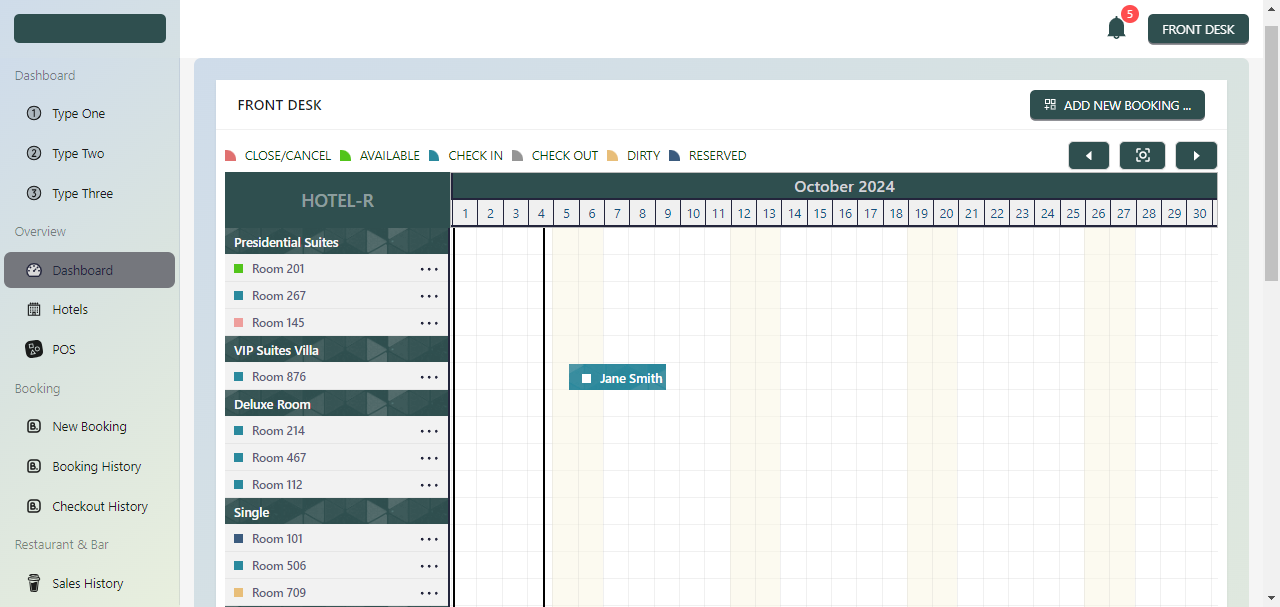 5
FRONT DESK
Dashboard
1 Type One
2 Type Two
3 Type Three
Overview
Dashboard
Hotels
POS
Booking
B. New Booking
B. Booking History
B. Checkout History
Restaurant & Bar
Sales History
FRONT DESK
ADD NEW BOOKING ...
CLOSE/CANCEL AVAILABLE CHECK IN CHECK OUT DIRTY RESERVED
HOTEL-R
October 2024
1 2 3 4 5 6 7 8 9 10 11 12 13 14 15 16 17 18 19 20 21 22 23 24 25 26 27 28 29 30
Presidential Suites
Room 201
Room 267
Room 145
VIP Suites Villa
Room 876
Jane Smith
Deluxe Room
Room 214
Room 467
Room 112
Single
Room 101
Room 506
Room 709